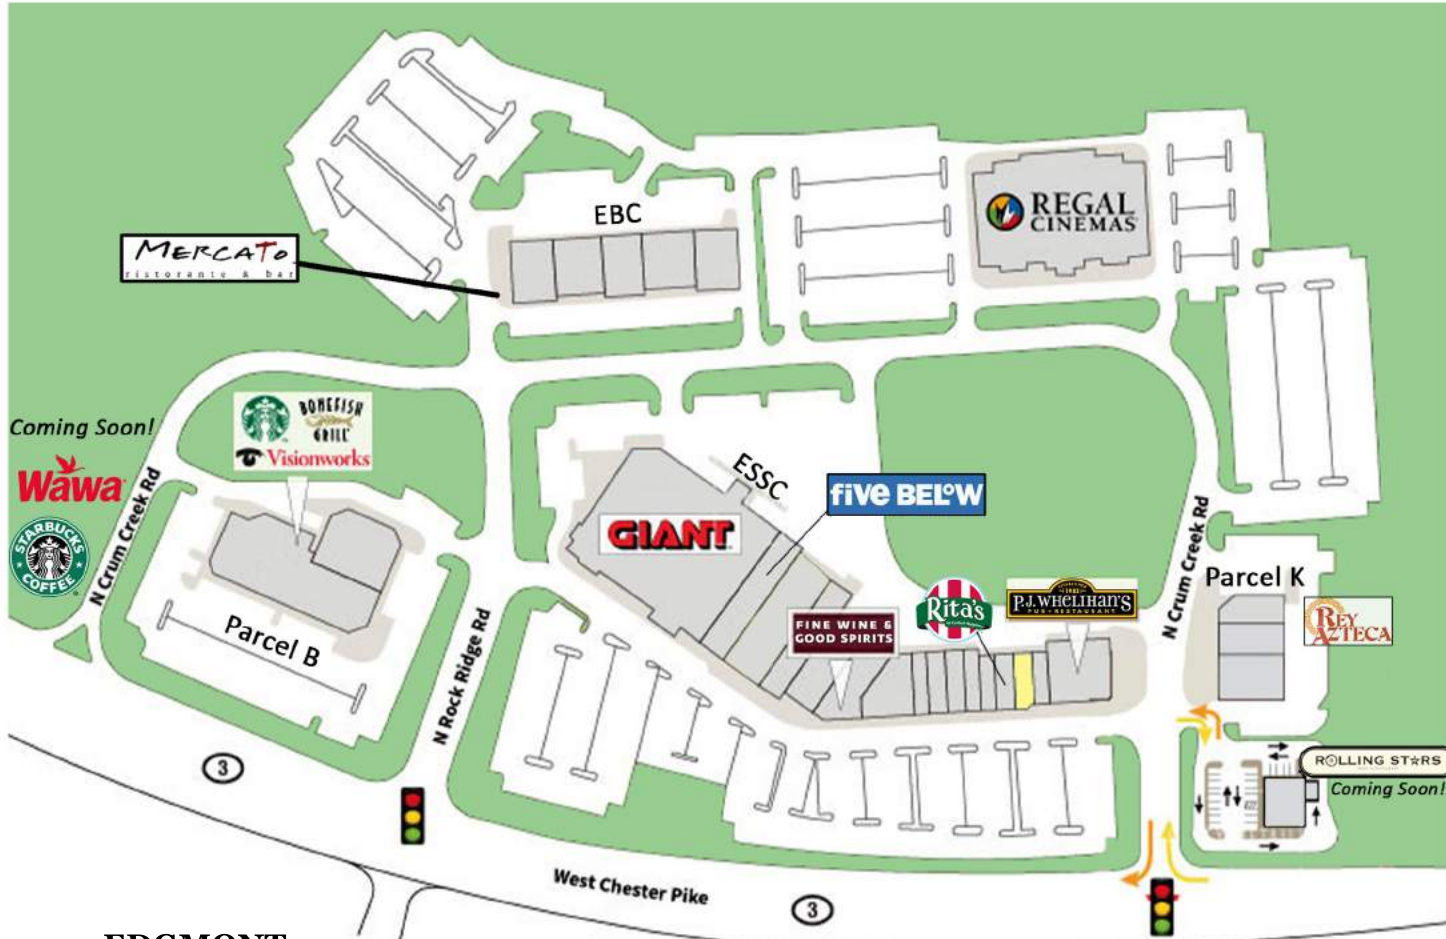 REGAL
CINEMAS
EBC
MERCATO
ristorante & bar
Coming Soon!
Wawa
STARBUCKS
COFFEE
BONEFISH
GRILL
Visionworks
N Crum Creek Rd
Parcel B
N Rock Ridge Rd
ESSC
GIANT
fiVE BEL°W
FINE WINE &
GOOD SPIRITS
Rita's
P.J. WHELIHAN'S
PUB • RESTAURANT
N Crum Creek Rd
Parcel K
REY
AZTECA
ROLLING STARS
Coming Soon!
3
West Chester Pike
3
EDGMONT